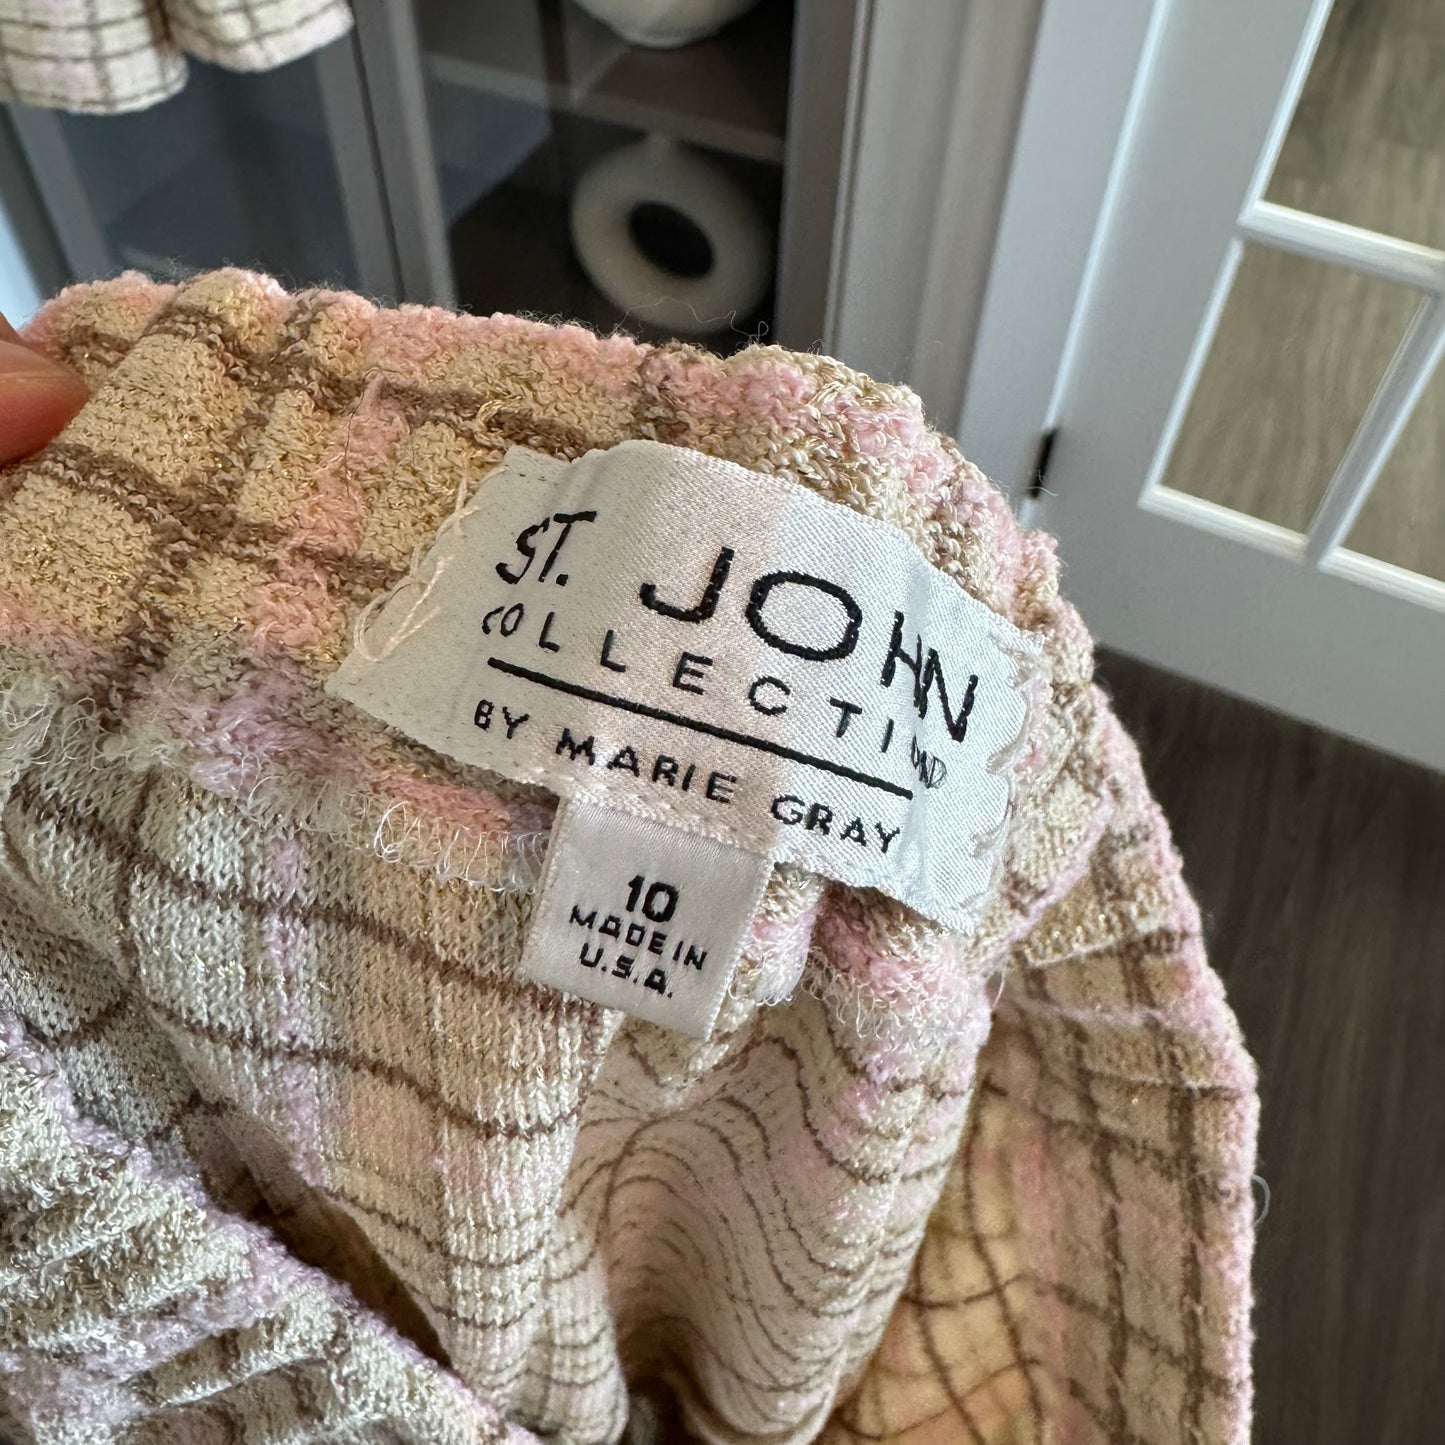 ST. JOHN
COLLECTION
BY MARIE GRAY
10
MADE IN
U.S.A.